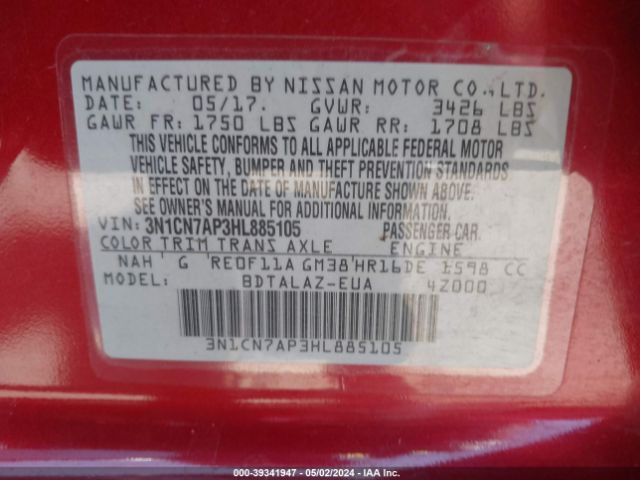 MANUFACTURED BY NISSAN MOTOR CO.,LTD.
DATE: 05/17. GVWR: 3426 LBS
GAWR FR: 1750 LBS GAWR RR: 1708 LBS
THIS VEHICLE CONFORMS TO ALL APPLICABLE FEDERAL MOTOR
VEHICLE SAFETY, BUMPER AND THEFT PREVENTION STANDARDS
IN EFFECT ON THE DATE OF MANUFACTURE SHOWN ABOVE.
SEE OWNER'S MANUAL FOR ADDITIONAL INFORMATION.
VIN: 3N1CN7AP3HL885105 PASSENGER CAR.
COLOR TRIM TRANS AXLE ENGINE
NAH G RE0F11A GM38 HR16DE 1598 CC
MODEL: BDTALAZ-EUA 4Z000
3N1CN7AP3HL885105
000-39341947 - 05/02/2024 - IAA